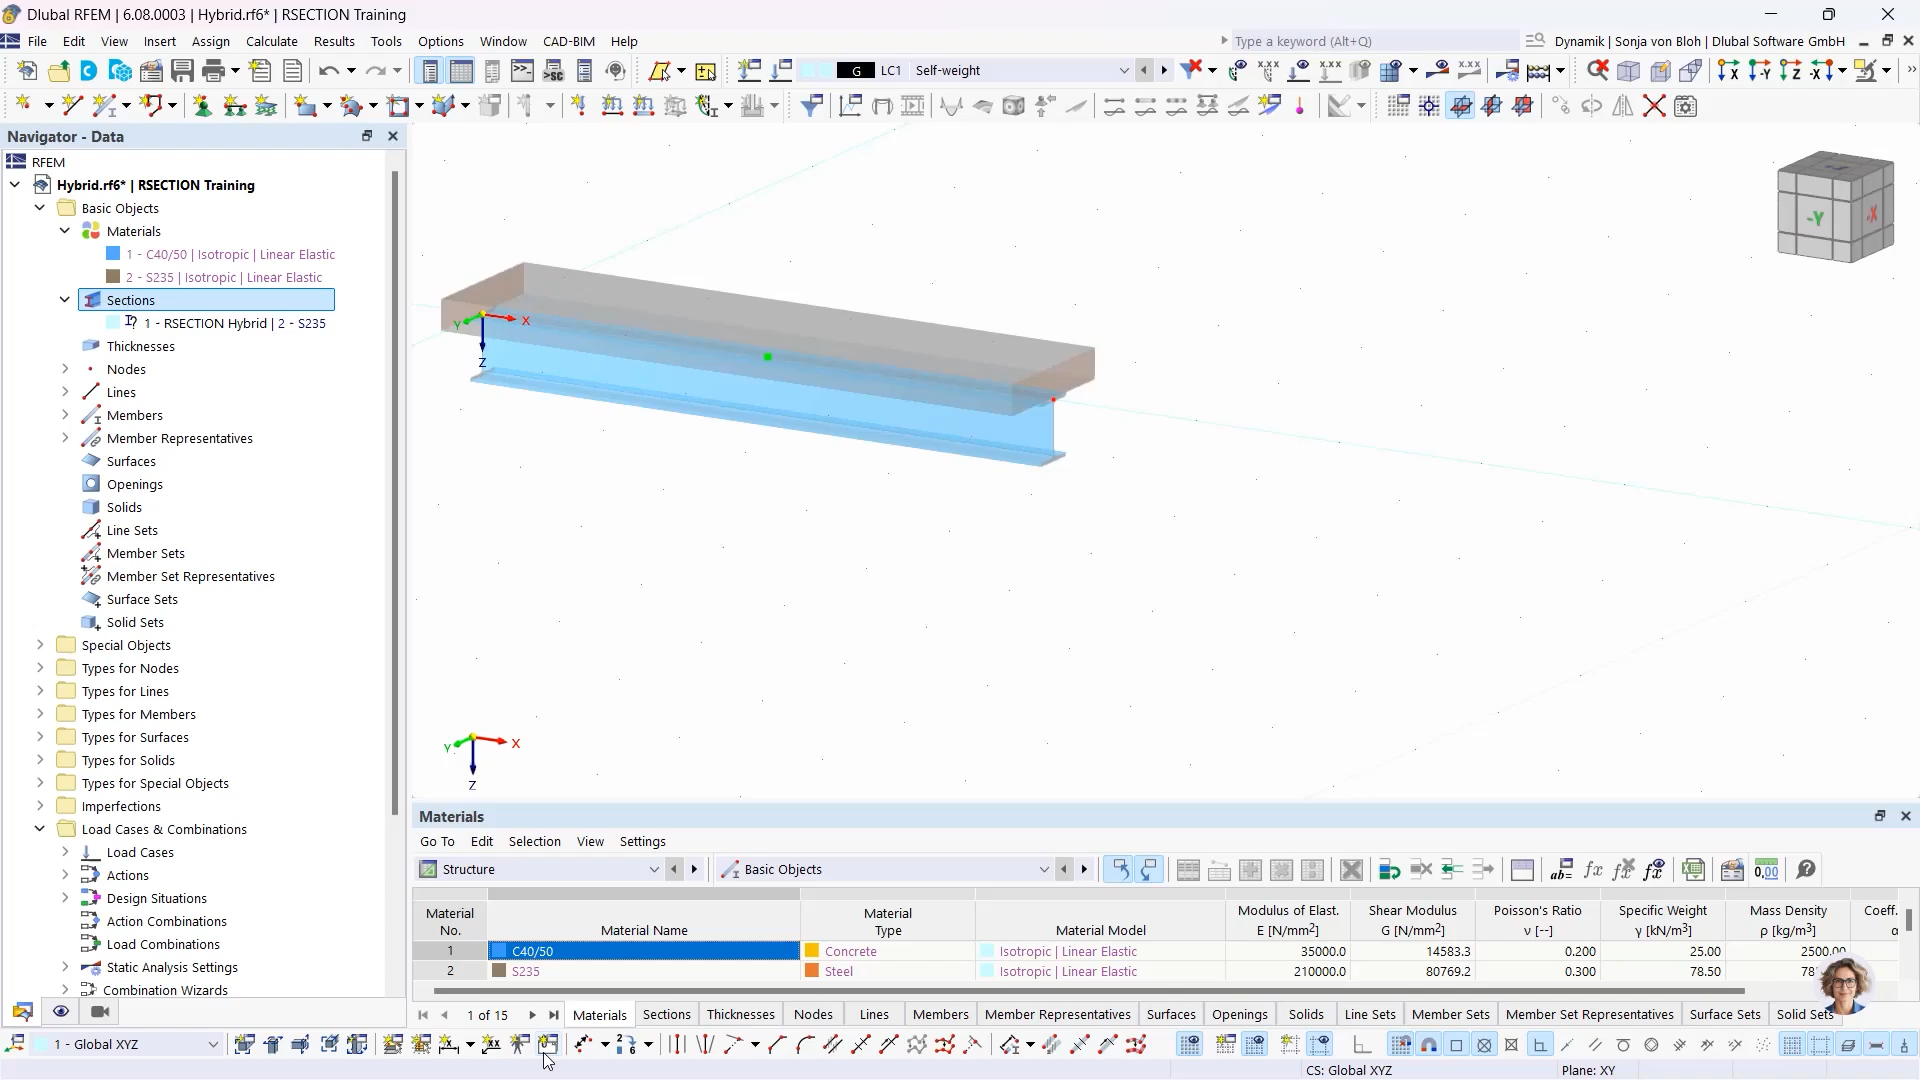 Dlubal RFEM | 6.08.0003 | Hybrid.rf6* | RSECTION Training
File Edit View Insert Assign Calculate Results Tools Options Window CAD-BIM Help
Type a keyword (Alt+Q)
Dynamik | Sonja von Bloh | Dlubal Software GmbH
G LC1 Self-weight
Navigator - Data
RFEM
Hybrid.rf6* | RSECTION Training
Basic Objects
Materials
1 - C40/50 | Isotropic | Linear Elastic
2 - S235 | Isotropic | Linear Elastic
Sections
1 - RSECTION Hybrid | 2 - S235
Thicknesses
Nodes
Lines
Members
Member Representatives
Surfaces
Openings
Solids
Line Sets
Member Sets
Member Set Representatives
Surface Sets
Solid Sets
Special Objects
Types for Nodes
Types for Lines
Types for Members
Types for Surfaces
Types for Solids
Types for Special Objects
Imperfections
Load Cases & Combinations
Load Cases
Actions
Design Situations
Action Combinations
Load Combinations
Static Analysis Settings
Combination Wizards
-Y -X
Y X
Z
Y X
Z
Materials
Go To Edit Selection View Settings
Structure
Basic Objects
Material No. Material Name Material Type Material Model Modulus of Elast. E [N/mm²] Shear Modulus G [N/mm²] Poisson's Ratio ν [--] Specific Weight γ [kN/m³] Mass Density ρ [kg/m³] Coeff. α
1 C40/50 Concrete Isotropic | Linear Elastic 35000.0 14583.3 0.200 25.00 2500.00
2 S235 Steel Isotropic | Linear Elastic 210000.0 80769.2 0.300 78.50
1 of 15 Materials Sections Thicknesses Nodes Lines Members Member Representatives Surfaces Openings Solids Line Sets Member Sets Member Set Representatives Surface Sets Solid Sets
1 - Global XYZ
CS: Global XYZ
Plane: XY